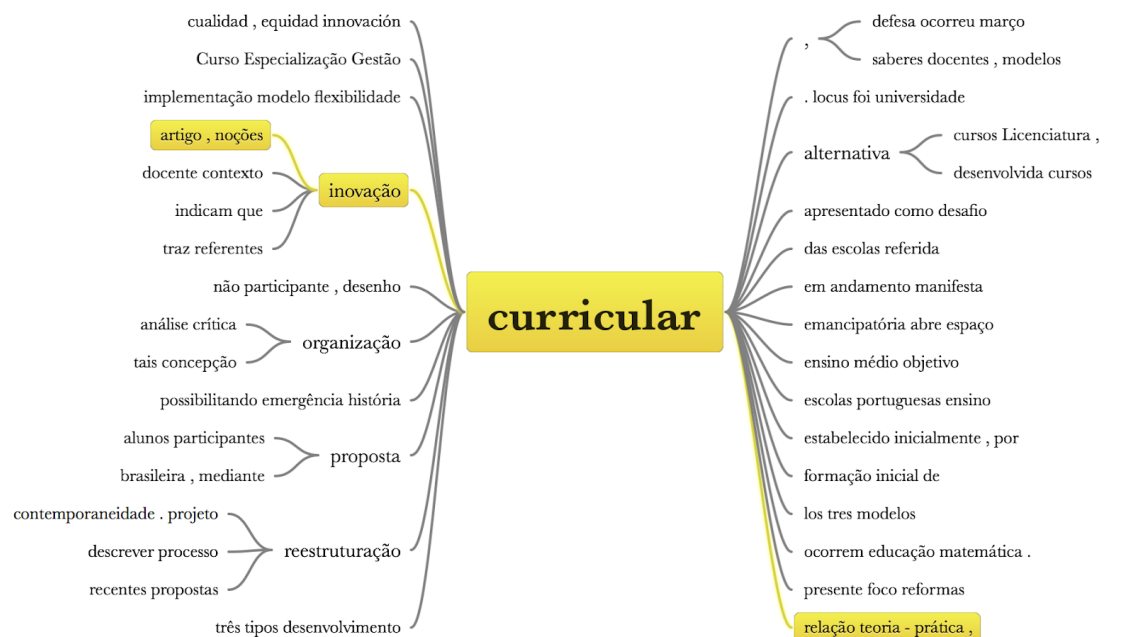 cualidad , equidad innovación
Curso Especialização Gestão
implementação modelo flexibilidade
artigo , noções
docente contexto
indicam que
traz referentes
inovação
não participante , desenho
análise crítica
tais concepção
organização
possibilitando emergência história
alunos participantes
brasileira , mediante
proposta
contemporaneidade . projeto
descrever processo
recentes propostas
reestruturação
três tipos desenvolvimento
curricular
,
defesa ocorreu março
saberes docentes , modelos
. locus foi universidade
alternativa
cursos Licenciatura ,
desenvolvida cursos
apresentado como desafio
das escolas referida
em andamento manifesta
emancipatória abre espaço
ensino médio objetivo
escolas portuguesas ensino
estabelecido inicialmente , por
formação inicial de
los tres modelos
ocorrem educação matemática .
presente foco reformas
relação teoria - prática ,